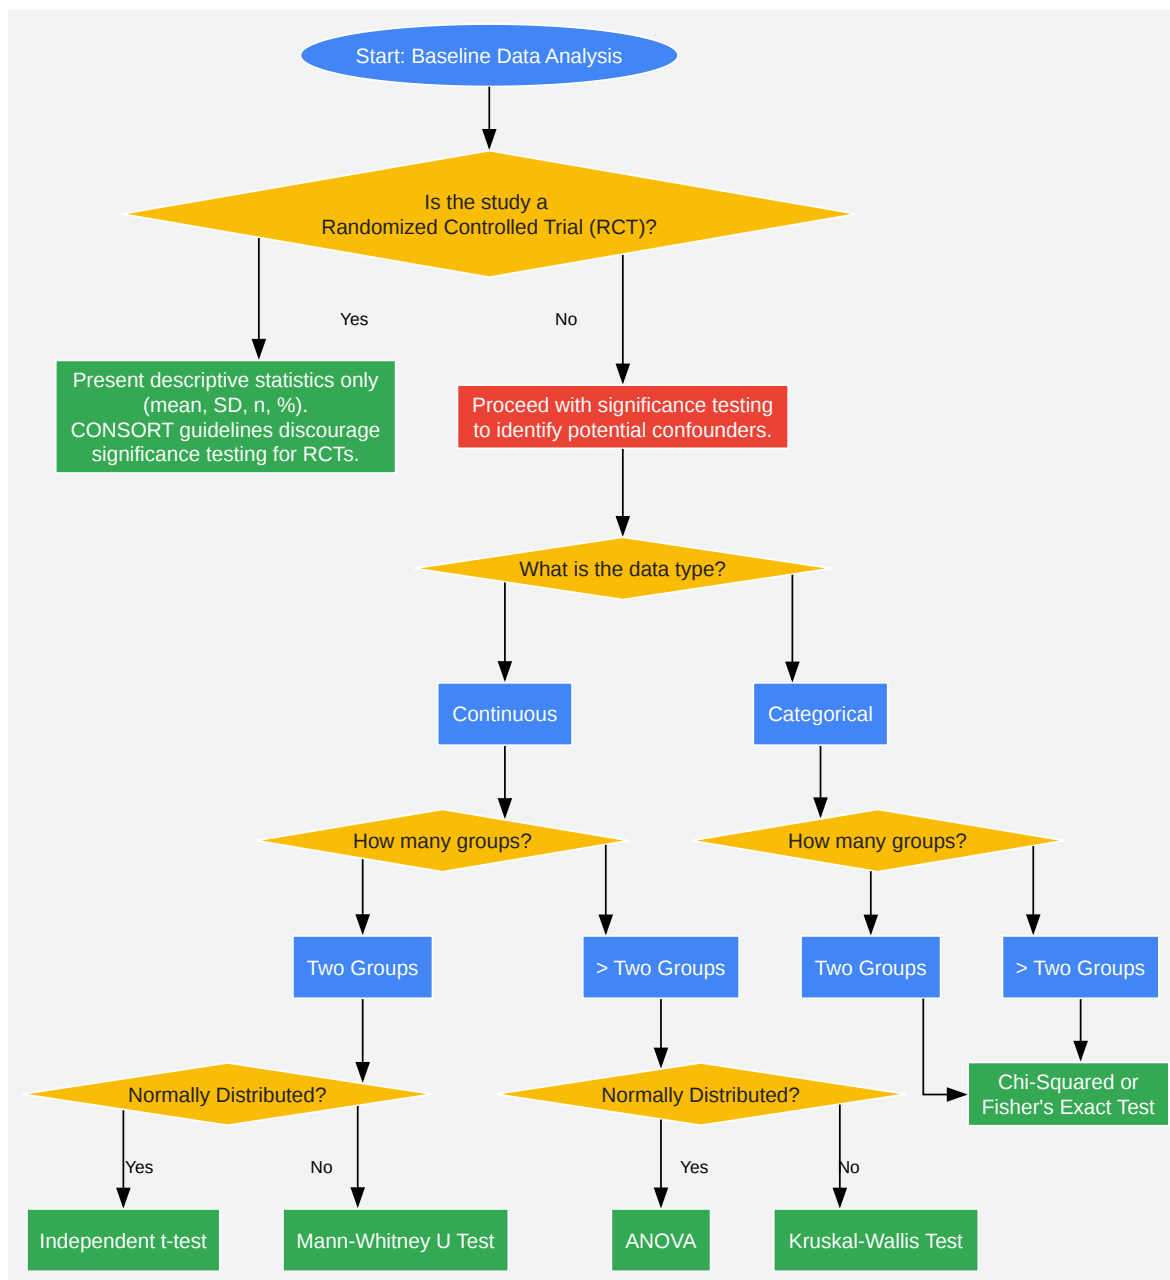 Start: Baseline Data Analysis
Is the study a
Randomized Controlled Trial (RCT)?
Yes
No
Present descriptive statistics only
(mean, SD, n, %).
CONSORT guidelines discourage
significance testing for RCTs.
Proceed with significance testing
to identify potential confounders.
What is the data type?
Continuous
Categorical
How many groups?
How many groups?
Two Groups
> Two Groups
Two Groups
> Two Groups
Normally Distributed?
Normally Distributed?
Chi-Squared or
Fisher's Exact Test
Yes
No
Yes
No
Independent t-test
Mann-Whitney U Test
ANOVA
Kruskal-Wallis Test